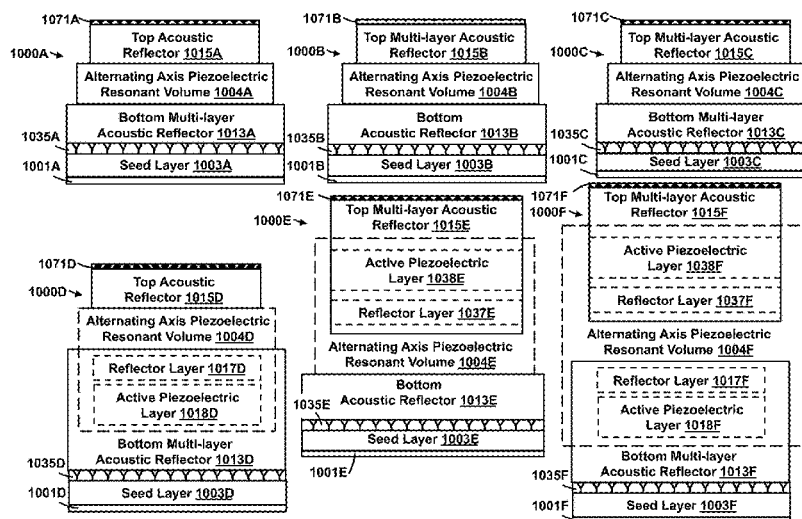 1071A
1000A
Top Acoustic
Reflector 1015A
Alternating Axis Piezoelectric
Resonant Volume 1004A
Bottom Multi-layer
Acoustic Reflector 1013A
1035A
Seed Layer 1003A
1001A
1071B
1000B
Top Multi-layer Acoustic
Reflector 1015B
Alternating Axis Piezoelectric
Resonant Volume 1004B
Bottom
Acoustic Reflector 1013B
1035B
Seed Layer 1003B
1001B
1071C
1000C
Top Multi-layer Acoustic
Reflector 1015C
Alternating Axis Piezoelectric
Resonant Volume 1004C
Bottom Multi-layer
Acoustic Reflector 1013C
1035C
Seed Layer 1003C
1001C
1071D
1000D
Top Acoustic
Reflector 1015D
Alternating Axis Piezoelectric
Resonant Volume 1004D
Reflector Layer 1017D
Active Piezoelectric
Layer 1018D
Bottom Multi-layer
Acoustic Reflector 1013D
1035D
Seed Layer 1003D
1001D
1071E
1000E
Top Multi-layer Acoustic
Reflector 1015E
Active Piezoelectric
Layer 1038E
Reflector Layer 1037E
Alternating Axis Piezoelectric
Resonant Volume 1004E
Bottom
Acoustic Reflector 1013E
1035E
Seed Layer 1003E
1001E
1071F
1000F
Top Multi-layer Acoustic
Reflector 1015F
Active Piezoelectric
Layer 1038F
Reflector Layer 1037F
Alternating Axis Piezoelectric
Resonant Volume 1004F
Reflector Layer 1017F
Active Piezoelectric
Layer 1018F
Bottom Multi-layer
Acoustic Reflector 1013F
1035F
Seed Layer 1003F
1001F